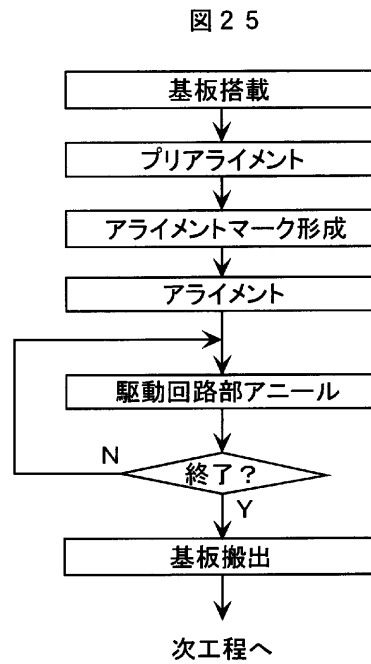 図２５
基板搭載
プリアライメント
アライメントマーク形成
アライメント
駆動回路部アニール
N
終了？
Y
基板搬出
次工程へ